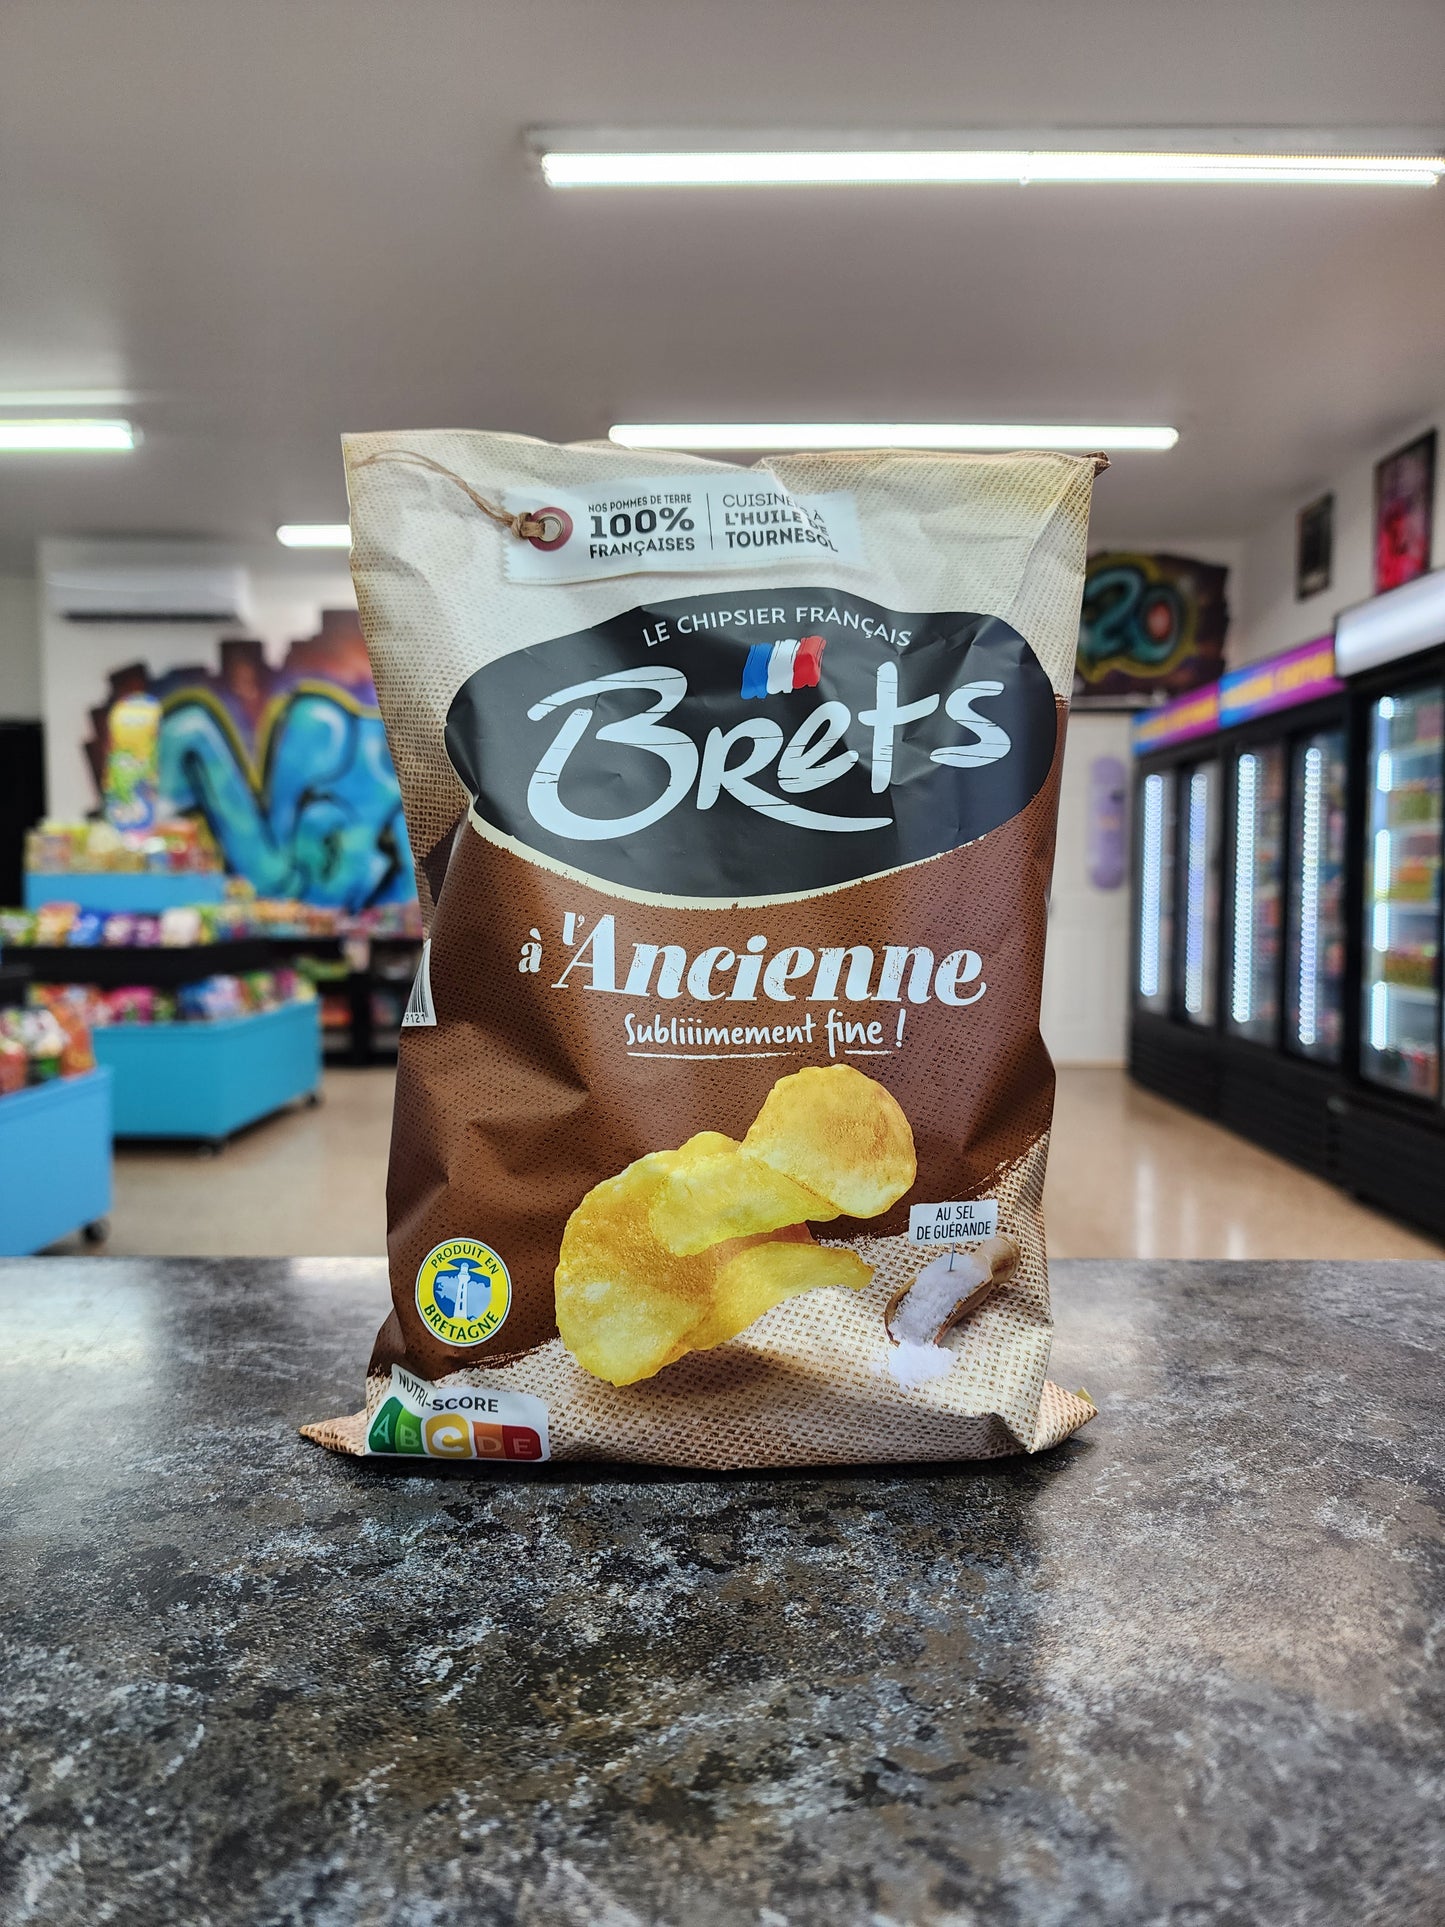 NOS POMMES DE TERRE
100%
FRANÇAISES
CUISINÉES À
L'HUILE DE
TOURNESOL
LE CHIPSIER FRANÇAIS
BRets
à l'Ancienne
Subliiimement fine !
9121
AU SEL
DE GUÉRANDE
PRODUIT EN
BRETAGNE
NUTRI-SCORE
A B C D E